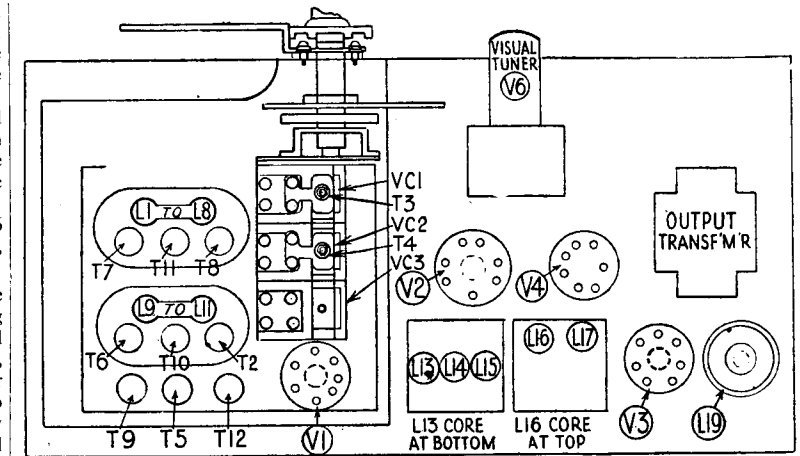 VISUAL
TUNER
V6
VC1
T3
VC2
T4
VC3
L1 TO L8
T7 T11 T8
OUTPUT
TRANSF'M'R
V2
V4
L9 TO L11
T6 T10 T2
L13 L14 L15
L16 L17
T9 T5 T12
V1
L13 CORE
AT BOTTOM
L16 CORE
AT TOP
V3
L19